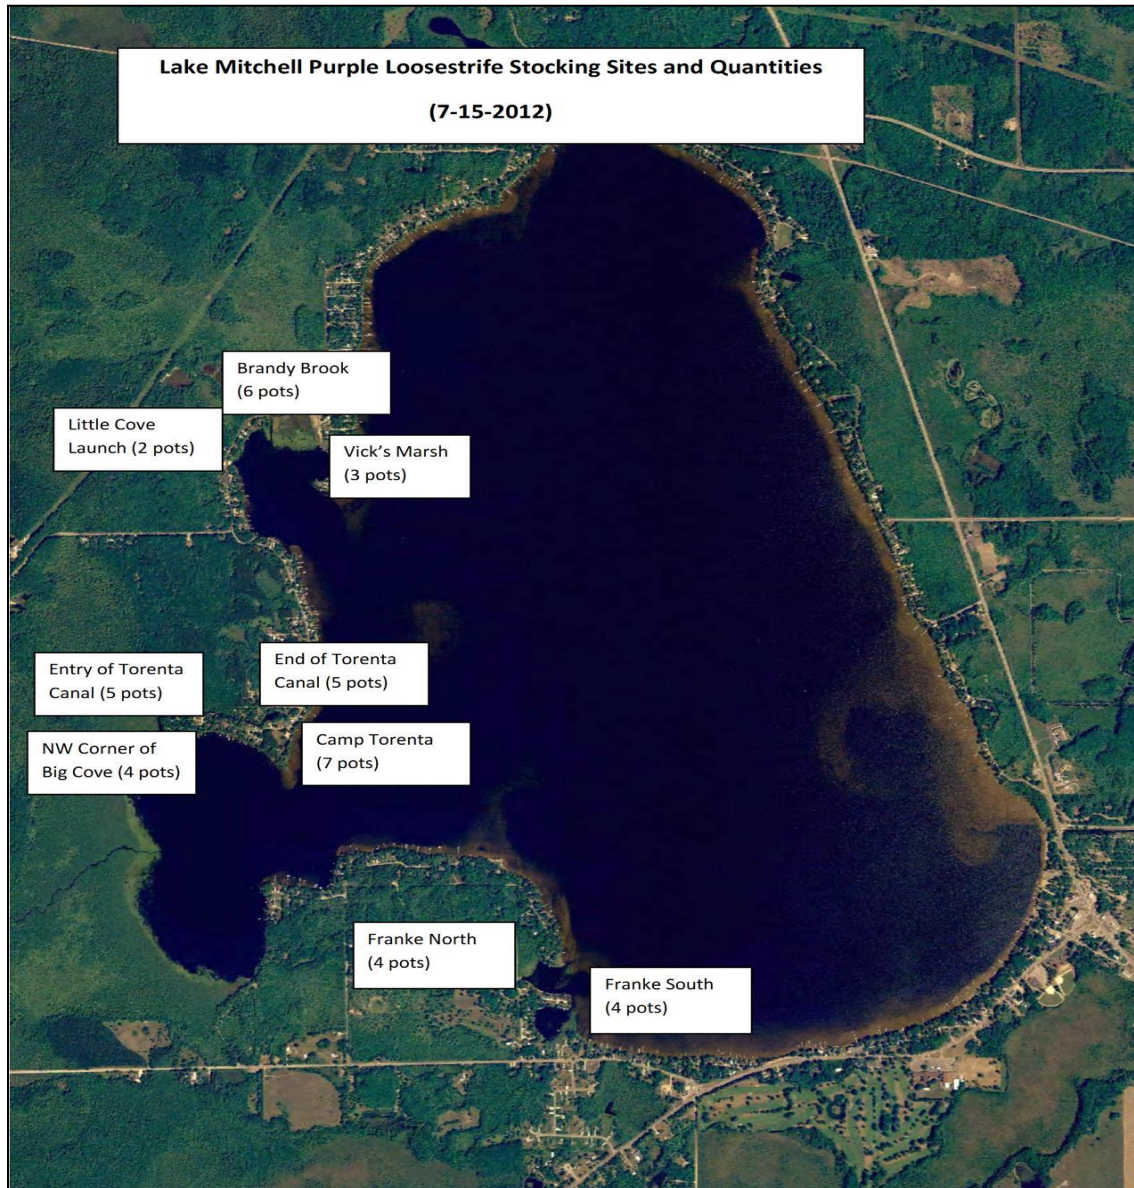 Lake Mitchell Purple Loosestrife Stocking Sites and Quantities
(7-15-2012)
Brandy Brook
(6 pots)
Little Cove
Launch (2 pots)
Vick’s Marsh
(3 pots)
End of Torenta
Canal (5 pots)
Entry of Torenta
Canal (5 pots)
Camp Torenta
(7 pots)
NW Corner of
Big Cove (4 pots)
Franke North
(4 pots)
Franke South
(4 pots)